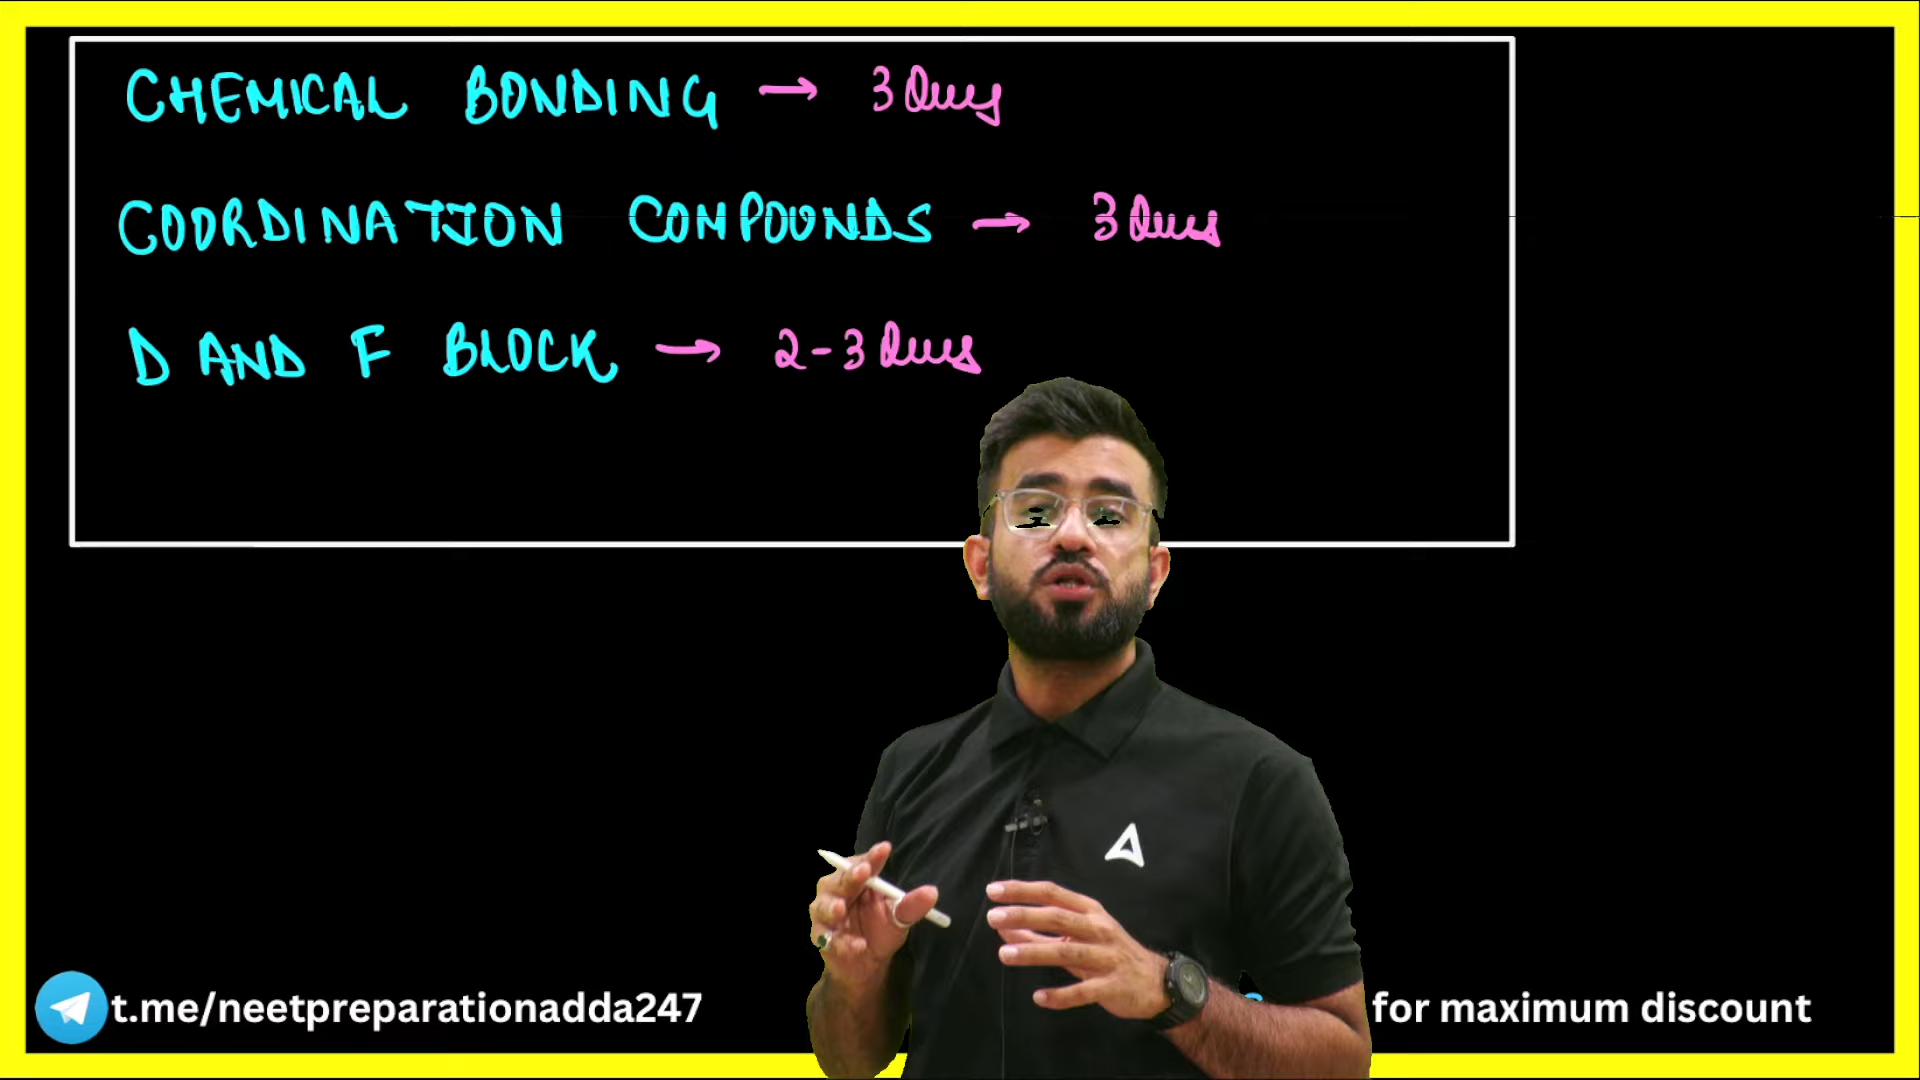 CHEMICAL BONDING → 3 Ques
COORDINATION COMPOUNDS → 3 Ques
D AND F BLOCK → 2-3 Ques
t.me/neetpreparationadda247
for maximum discount